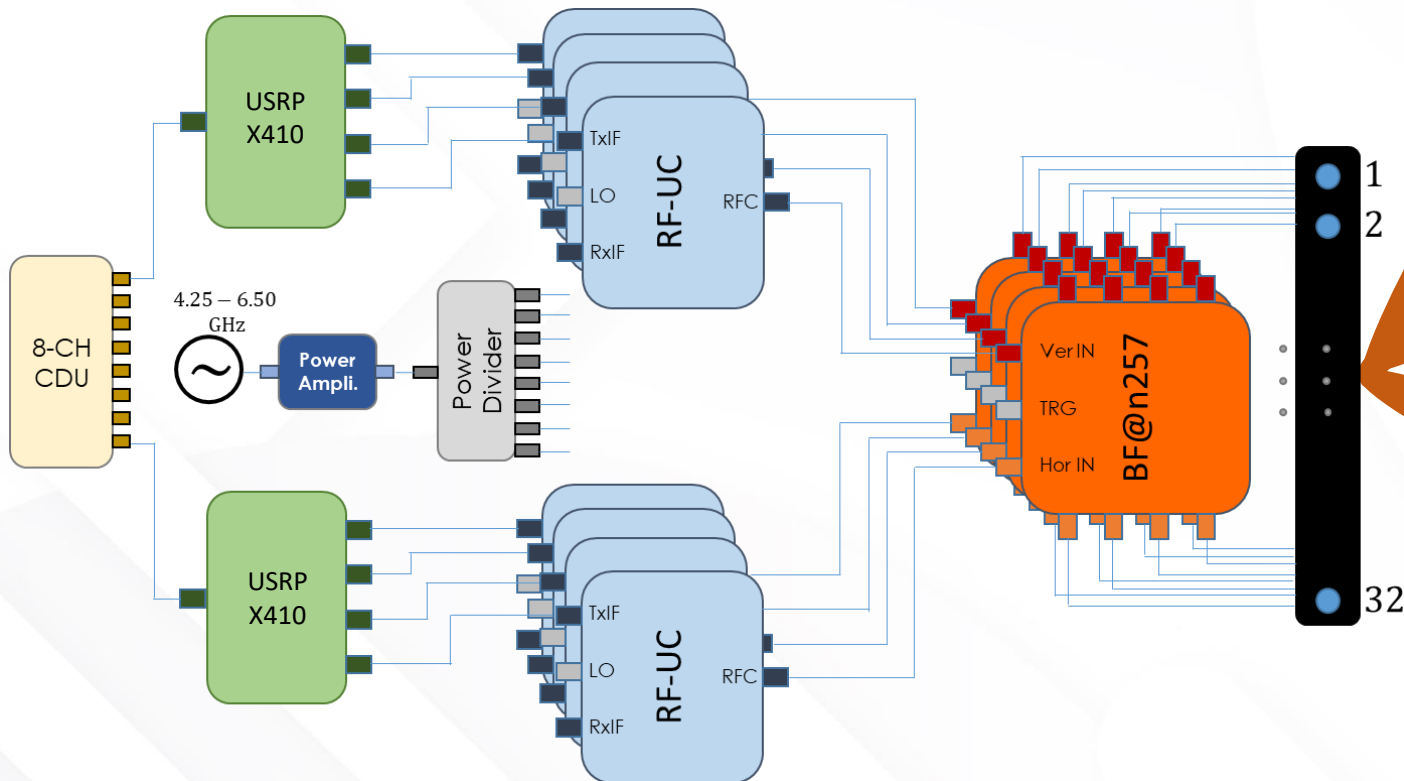 USRP
X410
TxIF
LO
RxIF
RF-UC
RFC
1
2
8-CH
CDU
4.25 – 6.50
GHz
Power
Ampli.
Power
Divider
Ver IN
TRG
Hor IN
BF@n257
USRP
X410
TxIF
LO
RxIF
RF-UC
RFC
32